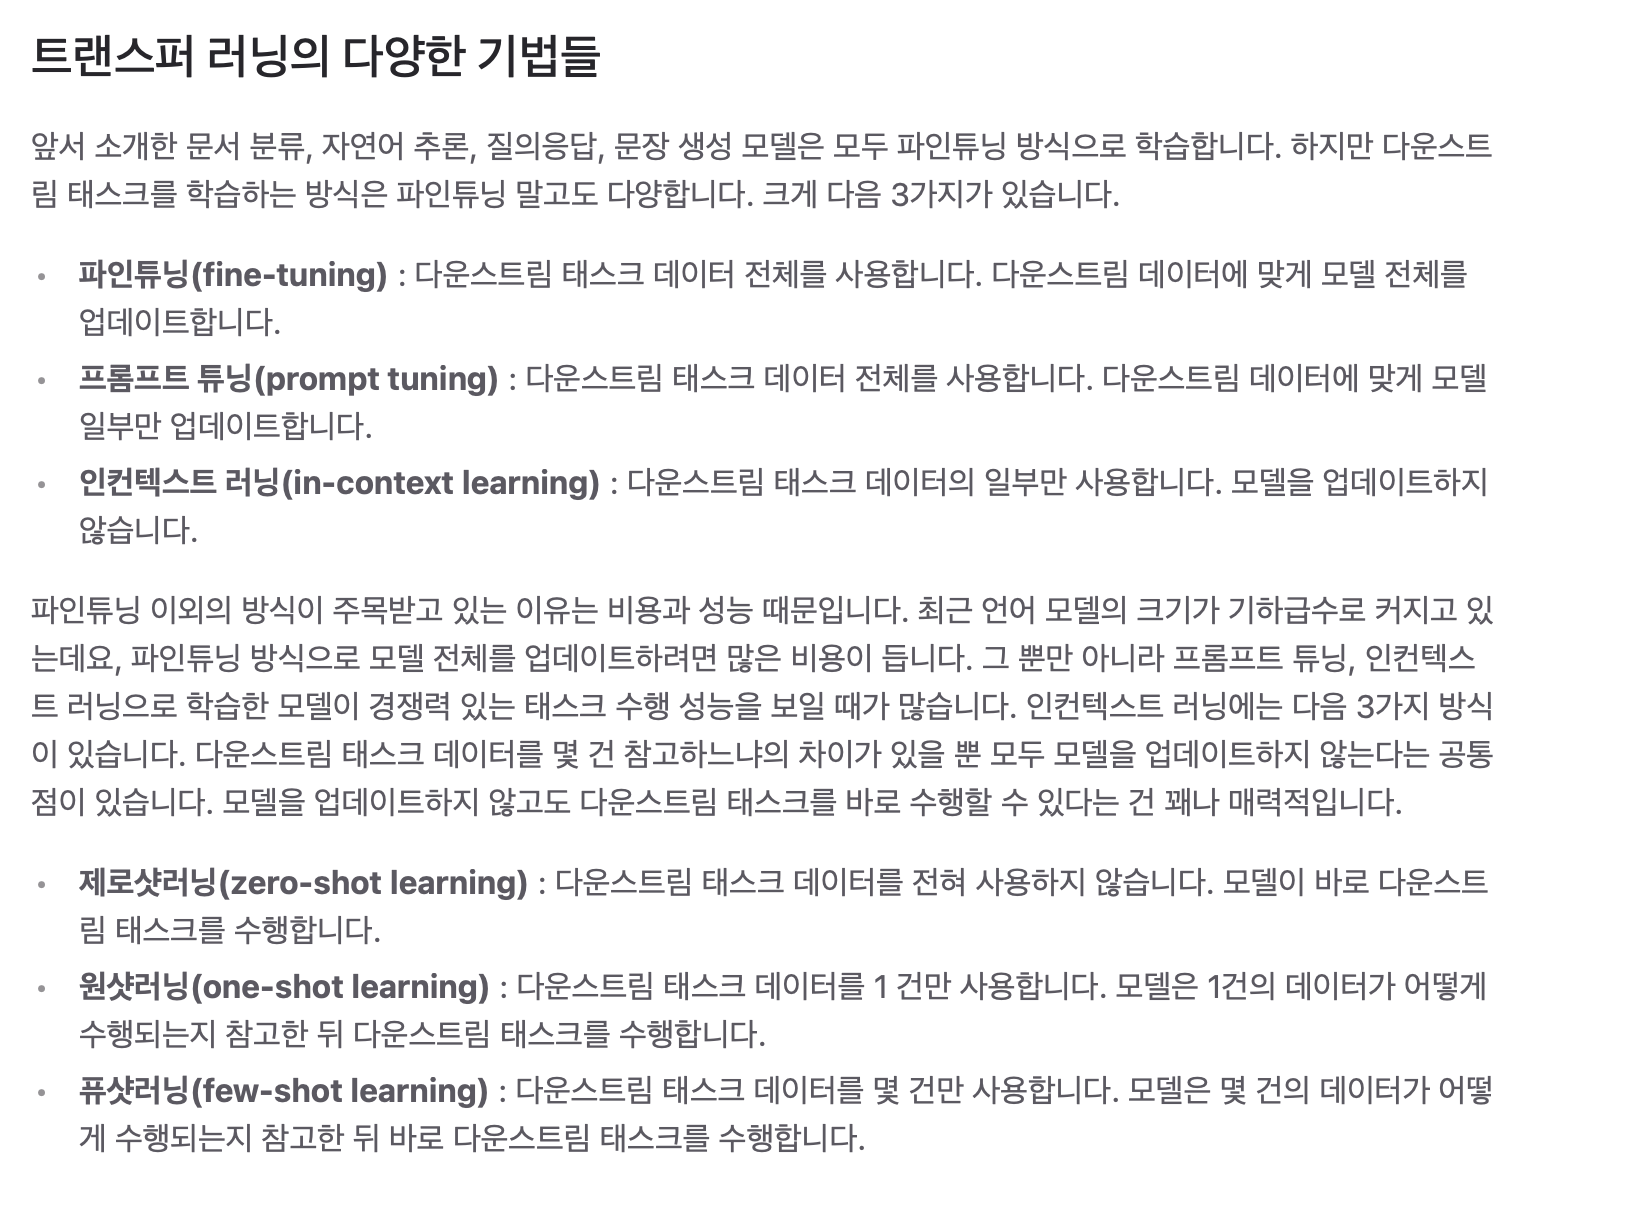 트랜스퍼 러닝의 다양한 기법들
앞서 소개한 문서 분류, 자연어 추론, 질의응답, 문장 생성 모델은 모두 파인튜닝 방식으로 학습합니다. 하지만 다운스트
림 태스크를 학습하는 방식은 파인튜닝 말고도 다양합니다. 크게 다음 3가지가 있습니다.
• 파인튜닝(fine-tuning) : 다운스트림 태스크 데이터 전체를 사용합니다. 다운스트림 데이터에 맞게 모델 전체를
업데이트합니다.
• 프롬프트 튜닝(prompt tuning) : 다운스트림 태스크 데이터 전체를 사용합니다. 다운스트림 데이터에 맞게 모델
일부만 업데이트합니다.
• 인컨텍스트 러닝(in-context learning) : 다운스트림 태스크 데이터의 일부만 사용합니다. 모델을 업데이트하지
않습니다.
파인튜닝 이외의 방식이 주목받고 있는 이유는 비용과 성능 때문입니다. 최근 언어 모델의 크기가 기하급수로 커지고 있
는데요, 파인튜닝 방식으로 모델 전체를 업데이트하려면 많은 비용이 듭니다. 그 뿐만 아니라 프롬프트 튜닝, 인컨텍스
트 러닝으로 학습한 모델이 경쟁력 있는 태스크 수행 성능을 보일 때가 많습니다. 인컨텍스트 러닝에는 다음 3가지 방식
이 있습니다. 다운스트림 태스크 데이터를 몇 건 참고하느냐의 차이가 있을 뿐 모두 모델을 업데이트하지 않는다는 공통
점이 있습니다. 모델을 업데이트하지 않고도 다운스트림 태스크를 바로 수행할 수 있다는 건 꽤나 매력적입니다.
• 제로샷러닝(zero-shot learning) : 다운스트림 태스크 데이터를 전혀 사용하지 않습니다. 모델이 바로 다운스트
림 태스크를 수행합니다.
• 원샷러닝(one-shot learning) : 다운스트림 태스크 데이터를 1 건만 사용합니다. 모델은 1건의 데이터가 어떻게
수행되는지 참고한 뒤 다운스트림 태스크를 수행합니다.
• 퓨샷러닝(few-shot learning) : 다운스트림 태스크 데이터를 몇 건만 사용합니다. 모델은 몇 건의 데이터가 어떻
게 수행되는지 참고한 뒤 바로 다운스트림 태스크를 수행합니다.